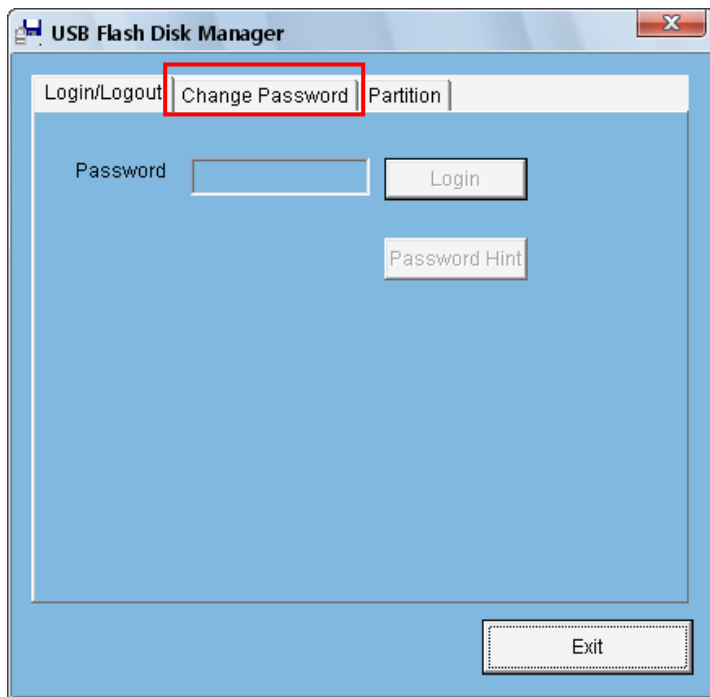 USB Flash Disk Manager
Login/Logout Change Password Partition
Password Login
Password Hint
Exit